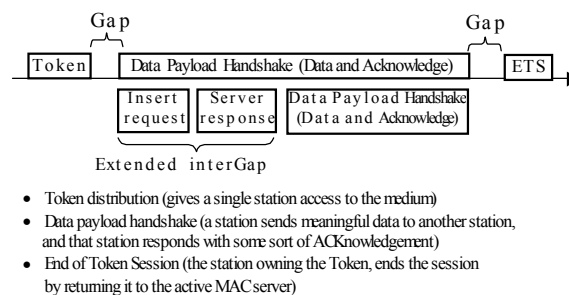 Gap
Gap
Token
Data Payload Handshake (Data and Acknowledge)
ETS
Insert request
Server response
Data Payload Handshake (Data and Acknowledge)
Extended interGap
• Token distribution (gives a single station access to the medium)
• Data payload handshake (a station sends meaningful data to another station,
and that station responds with some sort of ACKnowledgement)
• End of Token Session (the station owning the Token, ends the session
by returning it to the active MAC server)